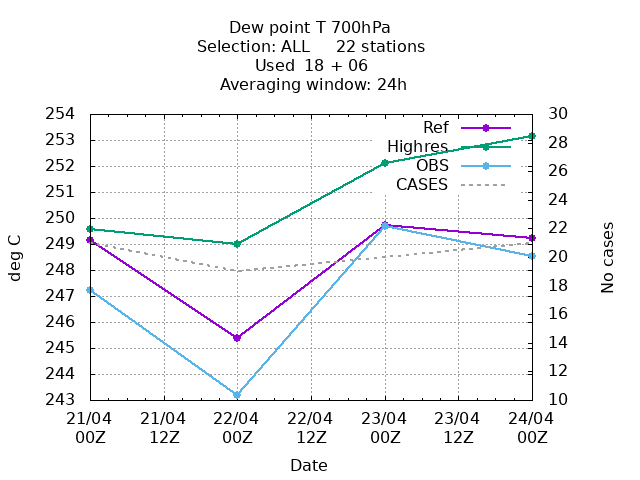 Dew point T 700hPa
Selection: ALL     22 stations
Used  18 + 06
Averaging window: 24h
254
253
252
251
250
249
248
247
246
245
244
243
30
28
26
24
22
20
18
16
14
12
10
Ref
Highres
OBS
CASES
deg C
No cases
21/04 21/04 22/04 22/04 23/04 23/04 24/04
00Z 12Z 00Z 12Z 00Z 12Z 00Z
Date